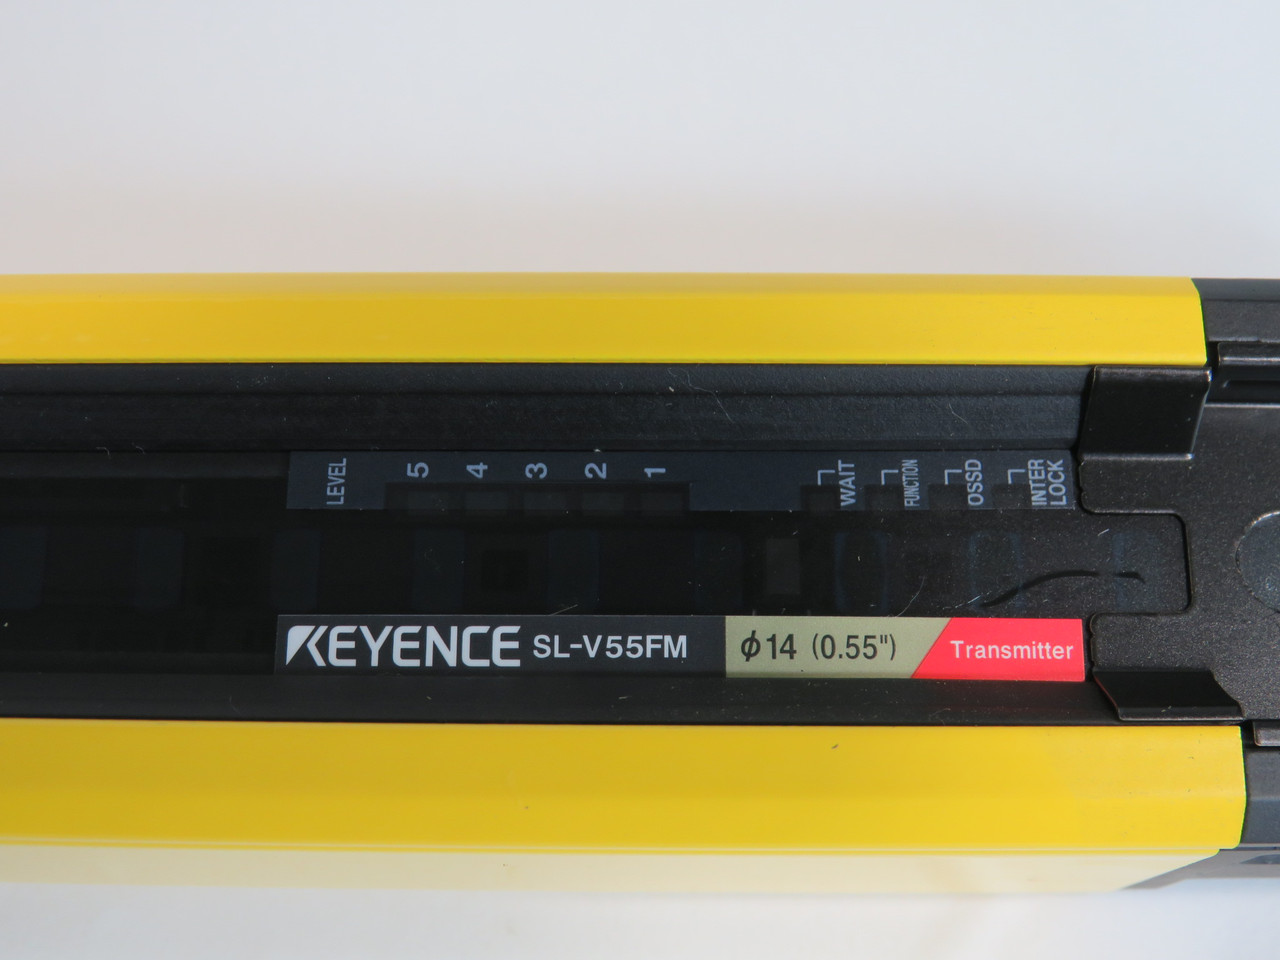 LEVEL 5 4 3 2 1 WAIT FUNCTION OSSD INTER LOCK
KEYENCE SL-V55FM ϕ14 (0.55") Transmitter